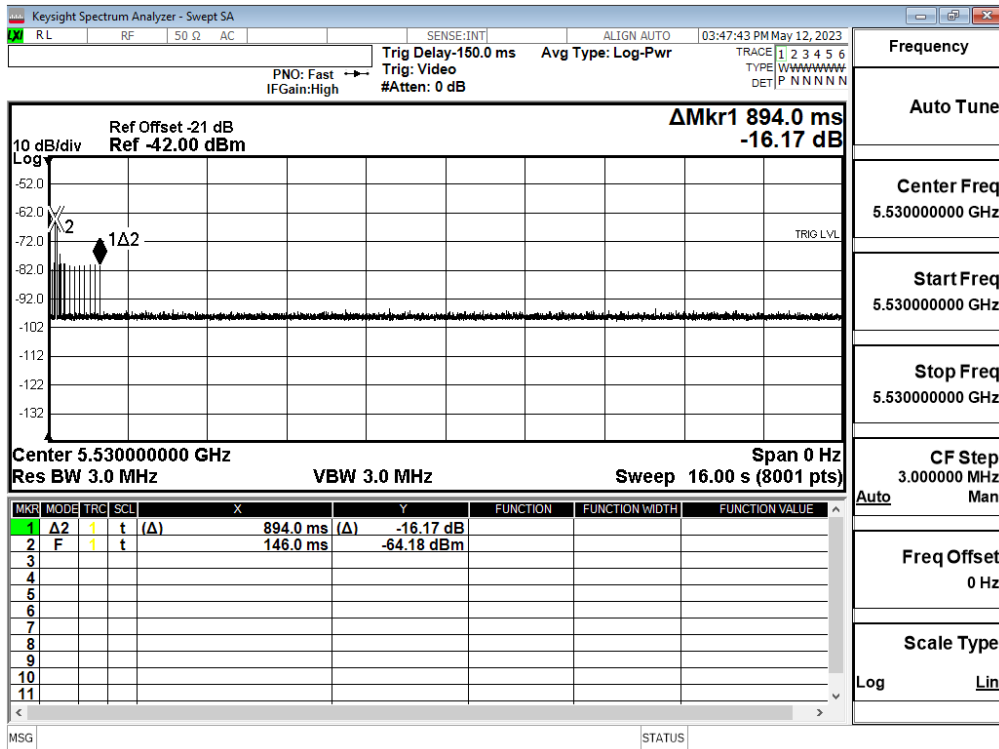 Keysight Spectrum Analyzer - Swept SA
LXI RL RF 50 Ω AC SENSE:INT ALIGN AUTO 03:47:43 PM May 12, 2023
PNO: Fast
IFGain:High
Trig Delay-150.0 ms
Trig: Video
#Atten: 0 dB
Avg Type: Log-Pwr
TRACE 1 2 3 4 5 6
TYPE WWWWWW
DET P N N N N N
10 dB/div
Log
Ref Offset -21 dB
Ref -42.00 dBm
ΔMkr1 894.0 ms
-16.17 dB
-52.0
-62.0
2
1Δ2
-72.0
TRIG LVL
-82.0
-92.0
-102
-112
-122
-132
Center 5.530000000 GHz Span 0 Hz
Res BW 3.0 MHz VBW 3.0 MHz Sweep 16.00 s (8001 pts)
MKR MODE TRC SCL X Y FUNCTION FUNCTION WIDTH FUNCTION VALUE
1 Δ2 1 t (Δ) 894.0 ms (Δ) -16.17 dB
2 F 1 t 146.0 ms -64.18 dBm
3
4
5
6
7
8
9
10
11
MSG STATUS
Frequency
Auto Tune
Center Freq
5.530000000 GHz
Start Freq
5.530000000 GHz
Stop Freq
5.530000000 GHz
CF Step
3.000000 MHz
Auto Man
Freq Offset
0 Hz
Scale Type
Log Lin